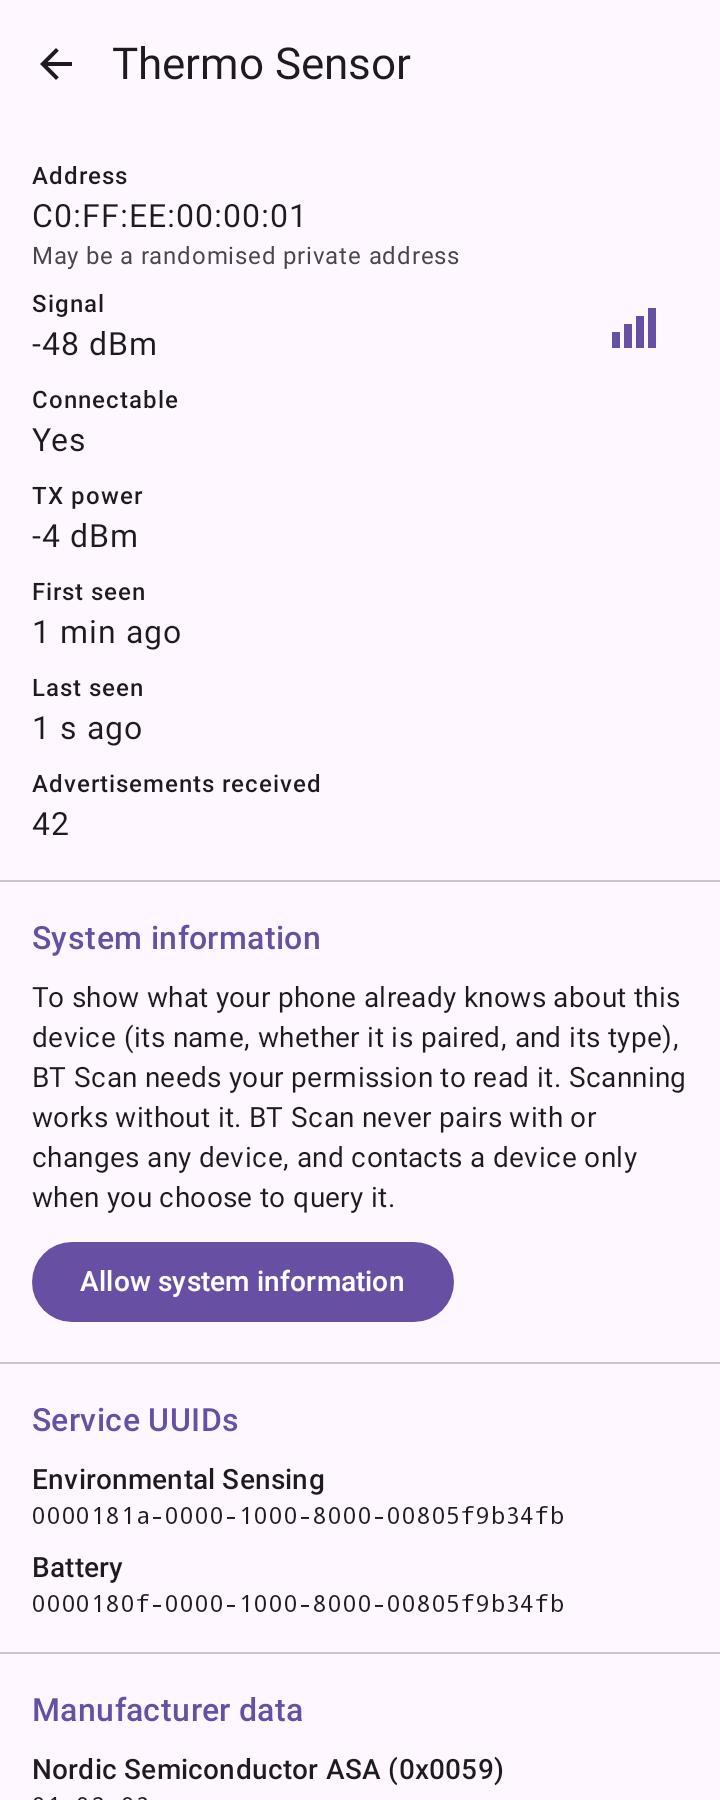 Thermo Sensor
Address
C0:FF:EE:00:00:01
May be a randomised private address
Signal
-48 dBm
Connectable
Yes
TX power
-4 dBm
First seen
1 min ago
Last seen
1 s ago
Advertisements received
42
System information
To show what your phone already knows about this
device (its name, whether it is paired, and its type),
BT Scan needs your permission to read it. Scanning
works without it. BT Scan never pairs with or
changes any device, and contacts a device only
when you choose to query it.
Allow system information
Service UUIDs
Environmental Sensing
0000181a-0000-1000-8000-00805f9b34fb
Battery
0000180f-0000-1000-8000-00805f9b34fb
Manufacturer data
Nordic Semiconductor ASA (0x0059)